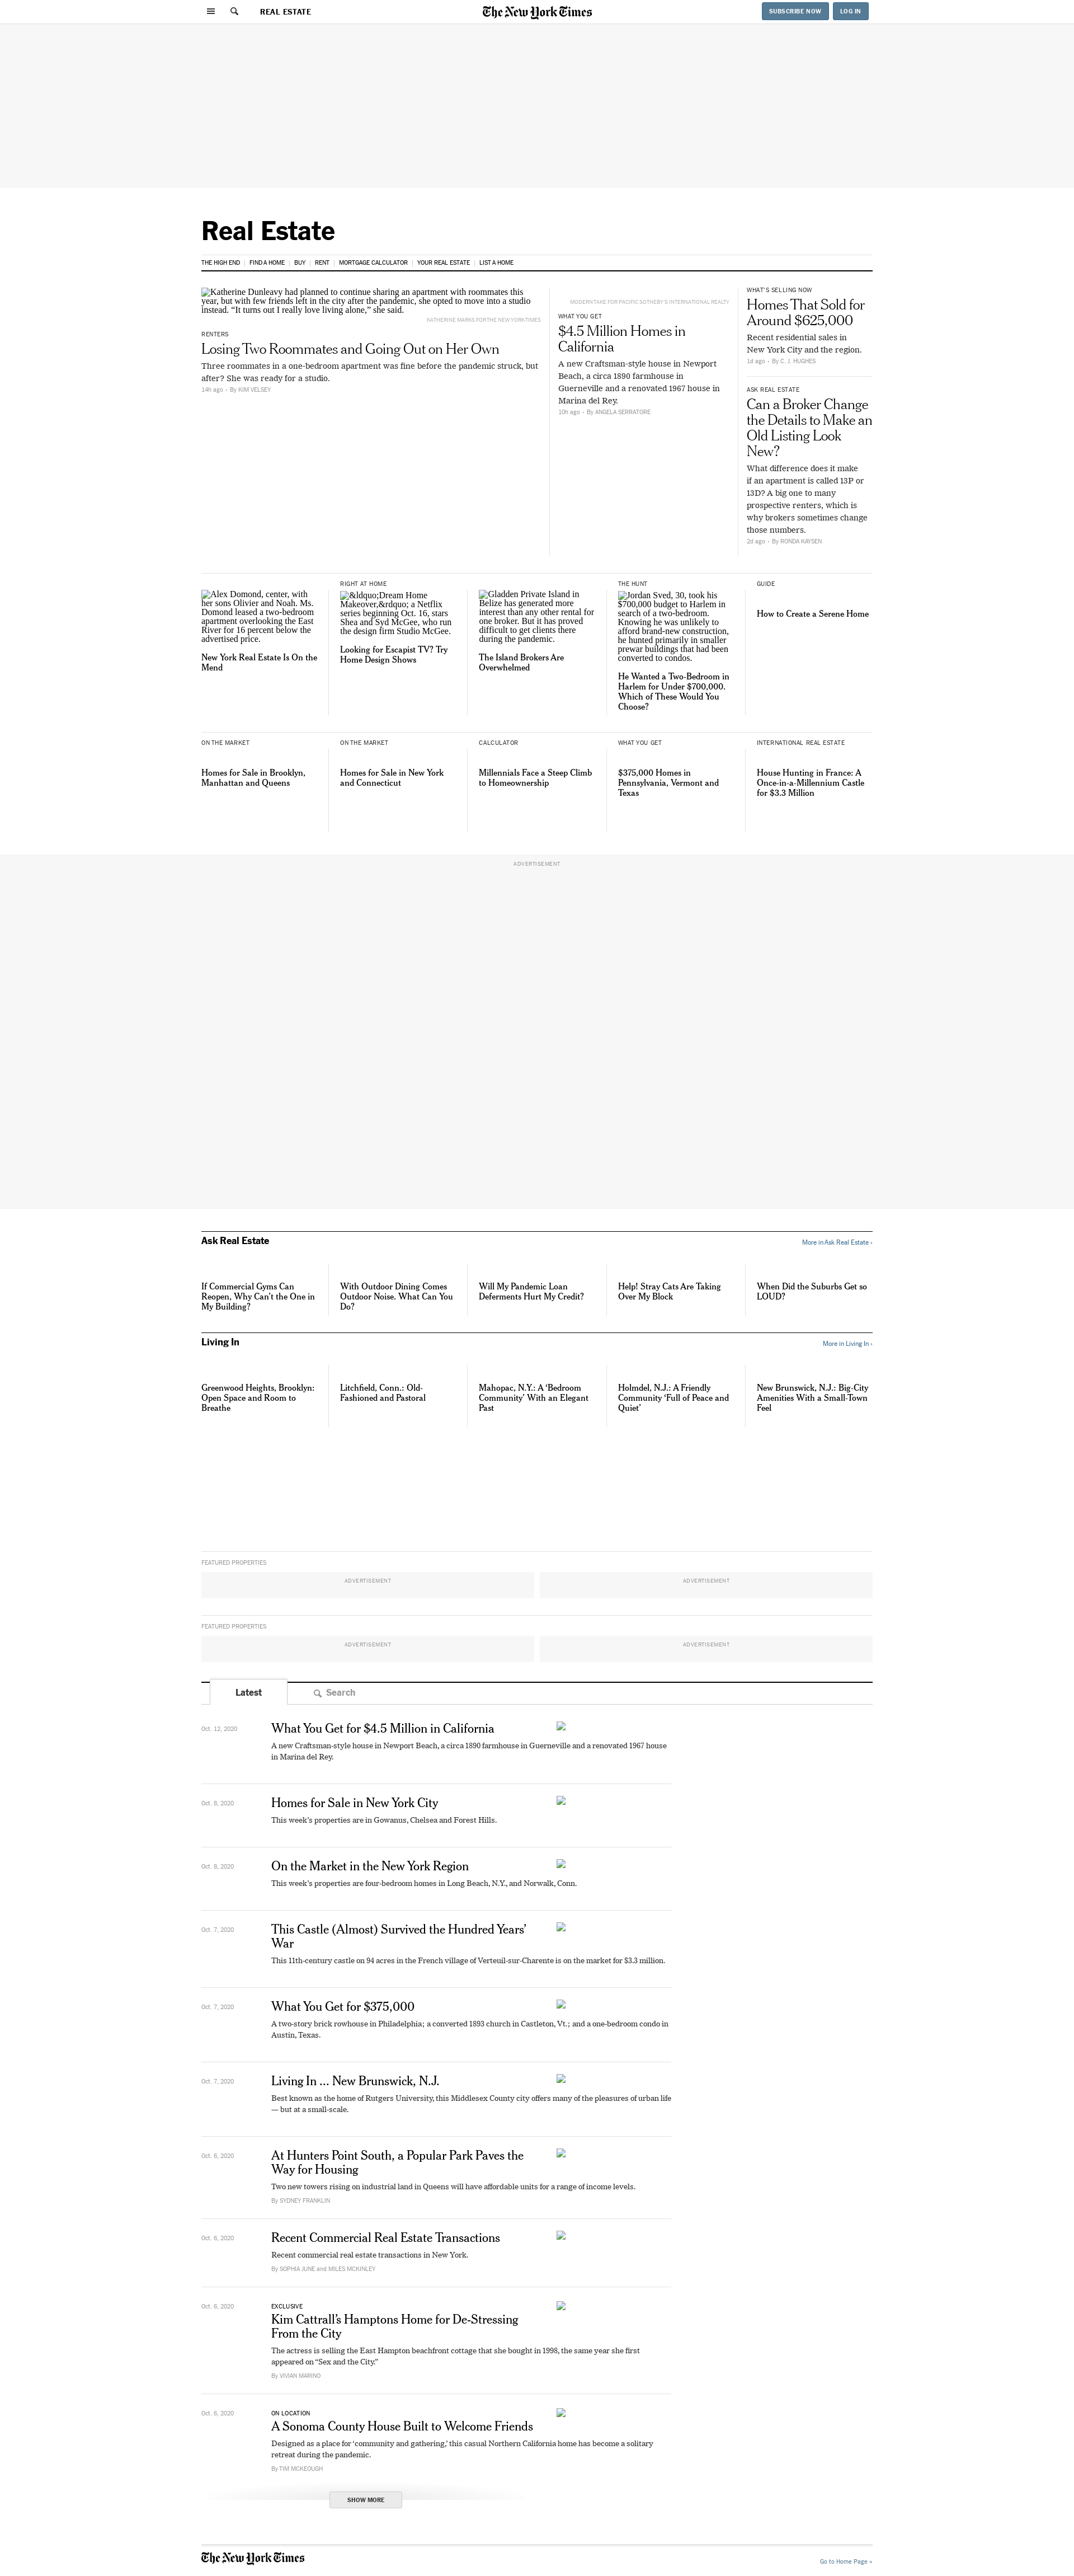 REAL ESTATE
The New York Times
SUBSCRIBE NOW
LOG IN
Real Estate
THE HIGH END
FIND A HOME
BUY
RENT
MORTGAGE CALCULATOR
YOUR REAL ESTATE
LIST A HOME
Katherine Dunleavy had planned to continue sharing an apartment with roommates this
year, but with few friends left in the city after the pandemic, she opted to move into a studio
instead. “It turns out I really love living alone,” she said.
KATHERINE MARKS FOR THE NEW YORK TIMES
RENTERS
Losing Two Roommates and Going Out on Her Own
Three roommates in a one-bedroom apartment was fine before the pandemic struck, but
after? She was ready for a studio.
14h ago · By KIM VELSEY
MODERNTAKE FOR PACIFIC SOTHEBY'S INTERNATIONAL REALTY
WHAT YOU GET
$4.5 Million Homes in
California
A new Craftsman-style house in Newport
Beach, a circa 1890 farmhouse in
Guerneville and a renovated 1967 house in
Marina del Rey.
10h ago · By ANGELA SERRATORE
WHAT'S SELLING NOW
Homes That Sold for
Around $625,000
Recent residential sales in
New York City and the region.
1d ago · By C. J. HUGHES
ASK REAL ESTATE
Can a Broker Change
the Details to Make an
Old Listing Look
New?
What difference does it make
if an apartment is called 13P or
13D? A big one to many
prospective renters, which is
why brokers sometimes change
those numbers.
2d ago · By RONDA KAYSEN
Alex Domond, center, with
her sons Olivier and Noah. Ms.
Domond leased a two-bedroom
apartment overlooking the East
River for 16 percent below the
advertised price.
New York Real Estate Is On the
Mend
RIGHT AT HOME
&ldquo;Dream Home
Makeover,&rdquo; a Netflix
series beginning Oct. 16, stars
Shea and Syd McGee, who run
the design firm Studio McGee.
Looking for Escapist TV? Try
Home Design Shows
Gladden Private Island in
Belize has generated more
interest than any other rental for
one broker. But it has proved
difficult to get clients there
during the pandemic.
The Island Brokers Are
Overwhelmed
THE HUNT
Jordan Sved, 30, took his
$700,000 budget to Harlem in
search of a two-bedroom.
Knowing he was unlikely to
afford brand-new construction,
he hunted primarily in smaller
prewar buildings that had been
converted to condos.
He Wanted a Two-Bedroom in
Harlem for Under $700,000.
Which of These Would You
Choose?
GUIDE
How to Create a Serene Home
ON THE MARKET
Homes for Sale in Brooklyn,
Manhattan and Queens
ON THE MARKET
Homes for Sale in New York
and Connecticut
CALCULATOR
Millennials Face a Steep Climb
to Homeownership
WHAT YOU GET
$375,000 Homes in
Pennsylvania, Vermont and
Texas
INTERNATIONAL REAL ESTATE
House Hunting in France: A
Once-in-a-Millennium Castle
for $3.3 Million
ADVERTISEMENT
Ask Real Estate
More in Ask Real Estate ›
If Commercial Gyms Can
Reopen, Why Can't the One in
My Building?
With Outdoor Dining Comes
Outdoor Noise. What Can You
Do?
Will My Pandemic Loan
Deferments Hurt My Credit?
Help! Stray Cats Are Taking
Over My Block
When Did the Suburbs Get so
LOUD?
Living In
More in Living In ›
Greenwood Heights, Brooklyn:
Open Space and Room to
Breathe
Litchfield, Conn.: Old-
Fashioned and Pastoral
Mahopac, N.Y.: A ‘Bedroom
Community’ With an Elegant
Past
Holmdel, N.J.: A Friendly
Community ‘Full of Peace and
Quiet’
New Brunswick, N.J.: Big-City
Amenities With a Small-Town
Feel
FEATURED PROPERTIES
ADVERTISEMENT
ADVERTISEMENT
FEATURED PROPERTIES
ADVERTISEMENT
ADVERTISEMENT
Latest
Search
Oct. 12, 2020
What You Get for $4.5 Million in California
A new Craftsman-style house in Newport Beach, a circa 1890 farmhouse in Guerneville and a renovated 1967 house
in Marina del Rey.
Oct. 8, 2020
Homes for Sale in New York City
This week’s properties are in Gowanus, Chelsea and Forest Hills.
Oct. 8, 2020
On the Market in the New York Region
This week’s properties are four-bedroom homes in Long Beach, N.Y., and Norwalk, Conn.
Oct. 7, 2020
This Castle (Almost) Survived the Hundred Years’
War
This 11th-century castle on 94 acres in the French village of Verteuil-sur-Charente is on the market for $3.3 million.
Oct. 7, 2020
What You Get for $375,000
A two-story brick rowhouse in Philadelphia; a converted 1893 church in Castleton, Vt.; and a one-bedroom condo in
Austin, Texas.
Oct. 7, 2020
Living In ... New Brunswick, N.J.
Best known as the home of Rutgers University, this Middlesex County city offers many of the pleasures of urban life
— but at a small-scale.
Oct. 6, 2020
At Hunters Point South, a Popular Park Paves the
Way for Housing
Two new towers rising on industrial land in Queens will have affordable units for a range of income levels.
By SYDNEY FRANKLIN
Oct. 6, 2020
Recent Commercial Real Estate Transactions
Recent commercial real estate transactions in New York.
By SOPHIA JUNE and MILES MCKINLEY
Oct. 6, 2020
EXCLUSIVE
Kim Cattrall’s Hamptons Home for De-Stressing
From the City
The actress is selling the East Hampton beachfront cottage that she bought in 1998, the same year she first
appeared on “Sex and the City.”
By VIVIAN MARINO
Oct. 6, 2020
ON LOCATION
A Sonoma County House Built to Welcome Friends
Designed as a place for ‘community and gathering,’ this casual Northern California home has become a solitary
retreat during the pandemic.
By TIM MCKEOUGH
SHOW MORE
The New York Times
Go to Home Page »